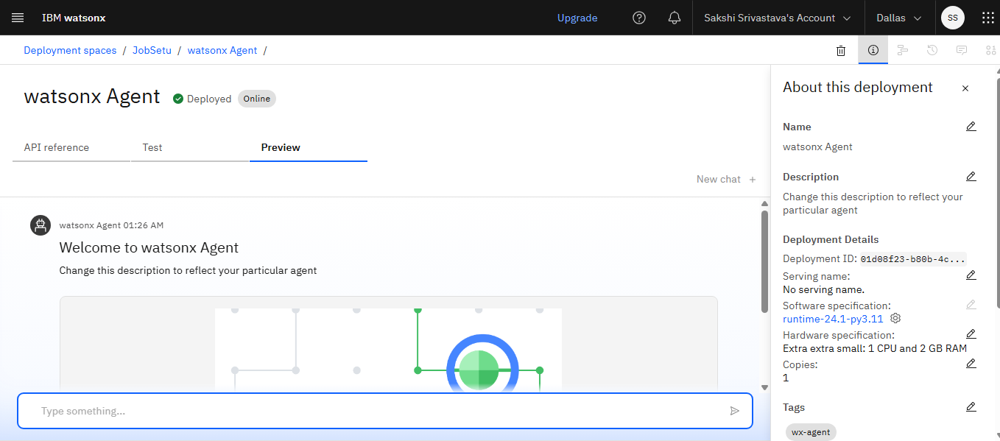 IBM watsonx
Upgrade
Sakshi Srivastava's Account
Dallas
SS
Deployment spaces / JobSetu / watsonx Agent /
watsonx Agent
Deployed
Online
API reference
Test
Preview
New chat +
watsonx Agent 01:26 AM
Welcome to watsonx Agent
Change this description to reflect your particular agent
Type something...
About this deployment
Name
watsonx Agent
Description
Change this description to reflect your
particular agent
Deployment Details
Deployment ID: 01d08f23-b80b-4c...
Serving name:
No serving name.
Software specification:
runtime-24.1-py3.11
Hardware specification:
Extra extra small: 1 CPU and 2 GB RAM
Copies:
1
Tags
wx-agent